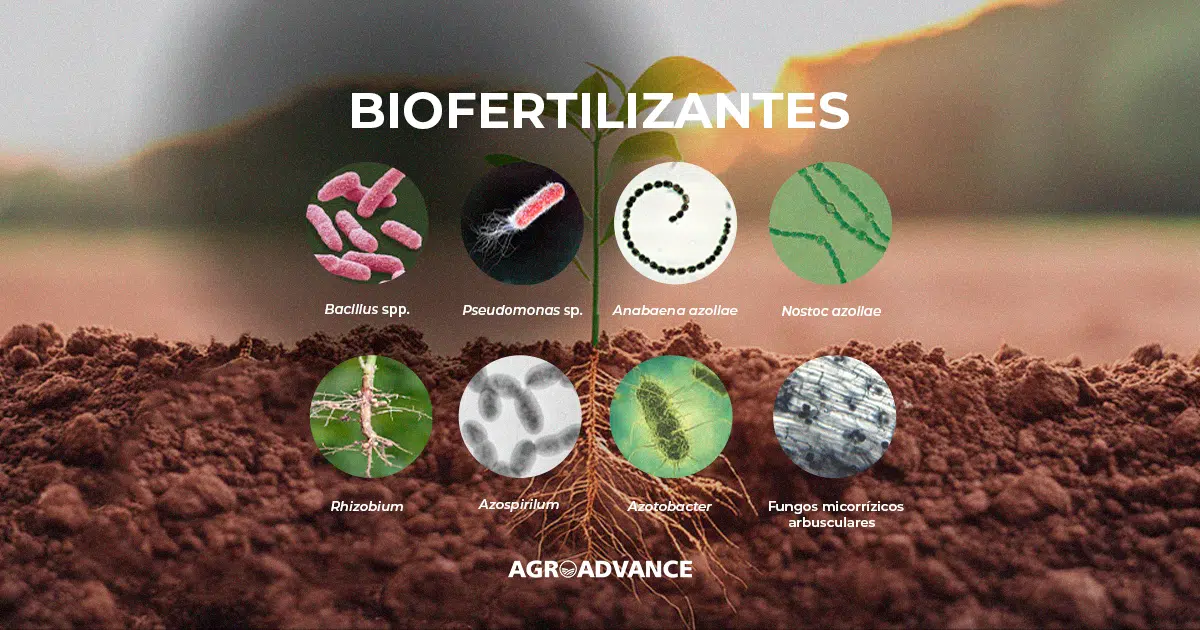 BIOFERTILIZANTES
Bacillus spp.
Pseudomonas sp.
Anabaena azollae
Nostoc azollae
Rhizobium
Azospirilum
Azotobacter
Fungos micorrízicos
arbusculares
AGROADVANCE